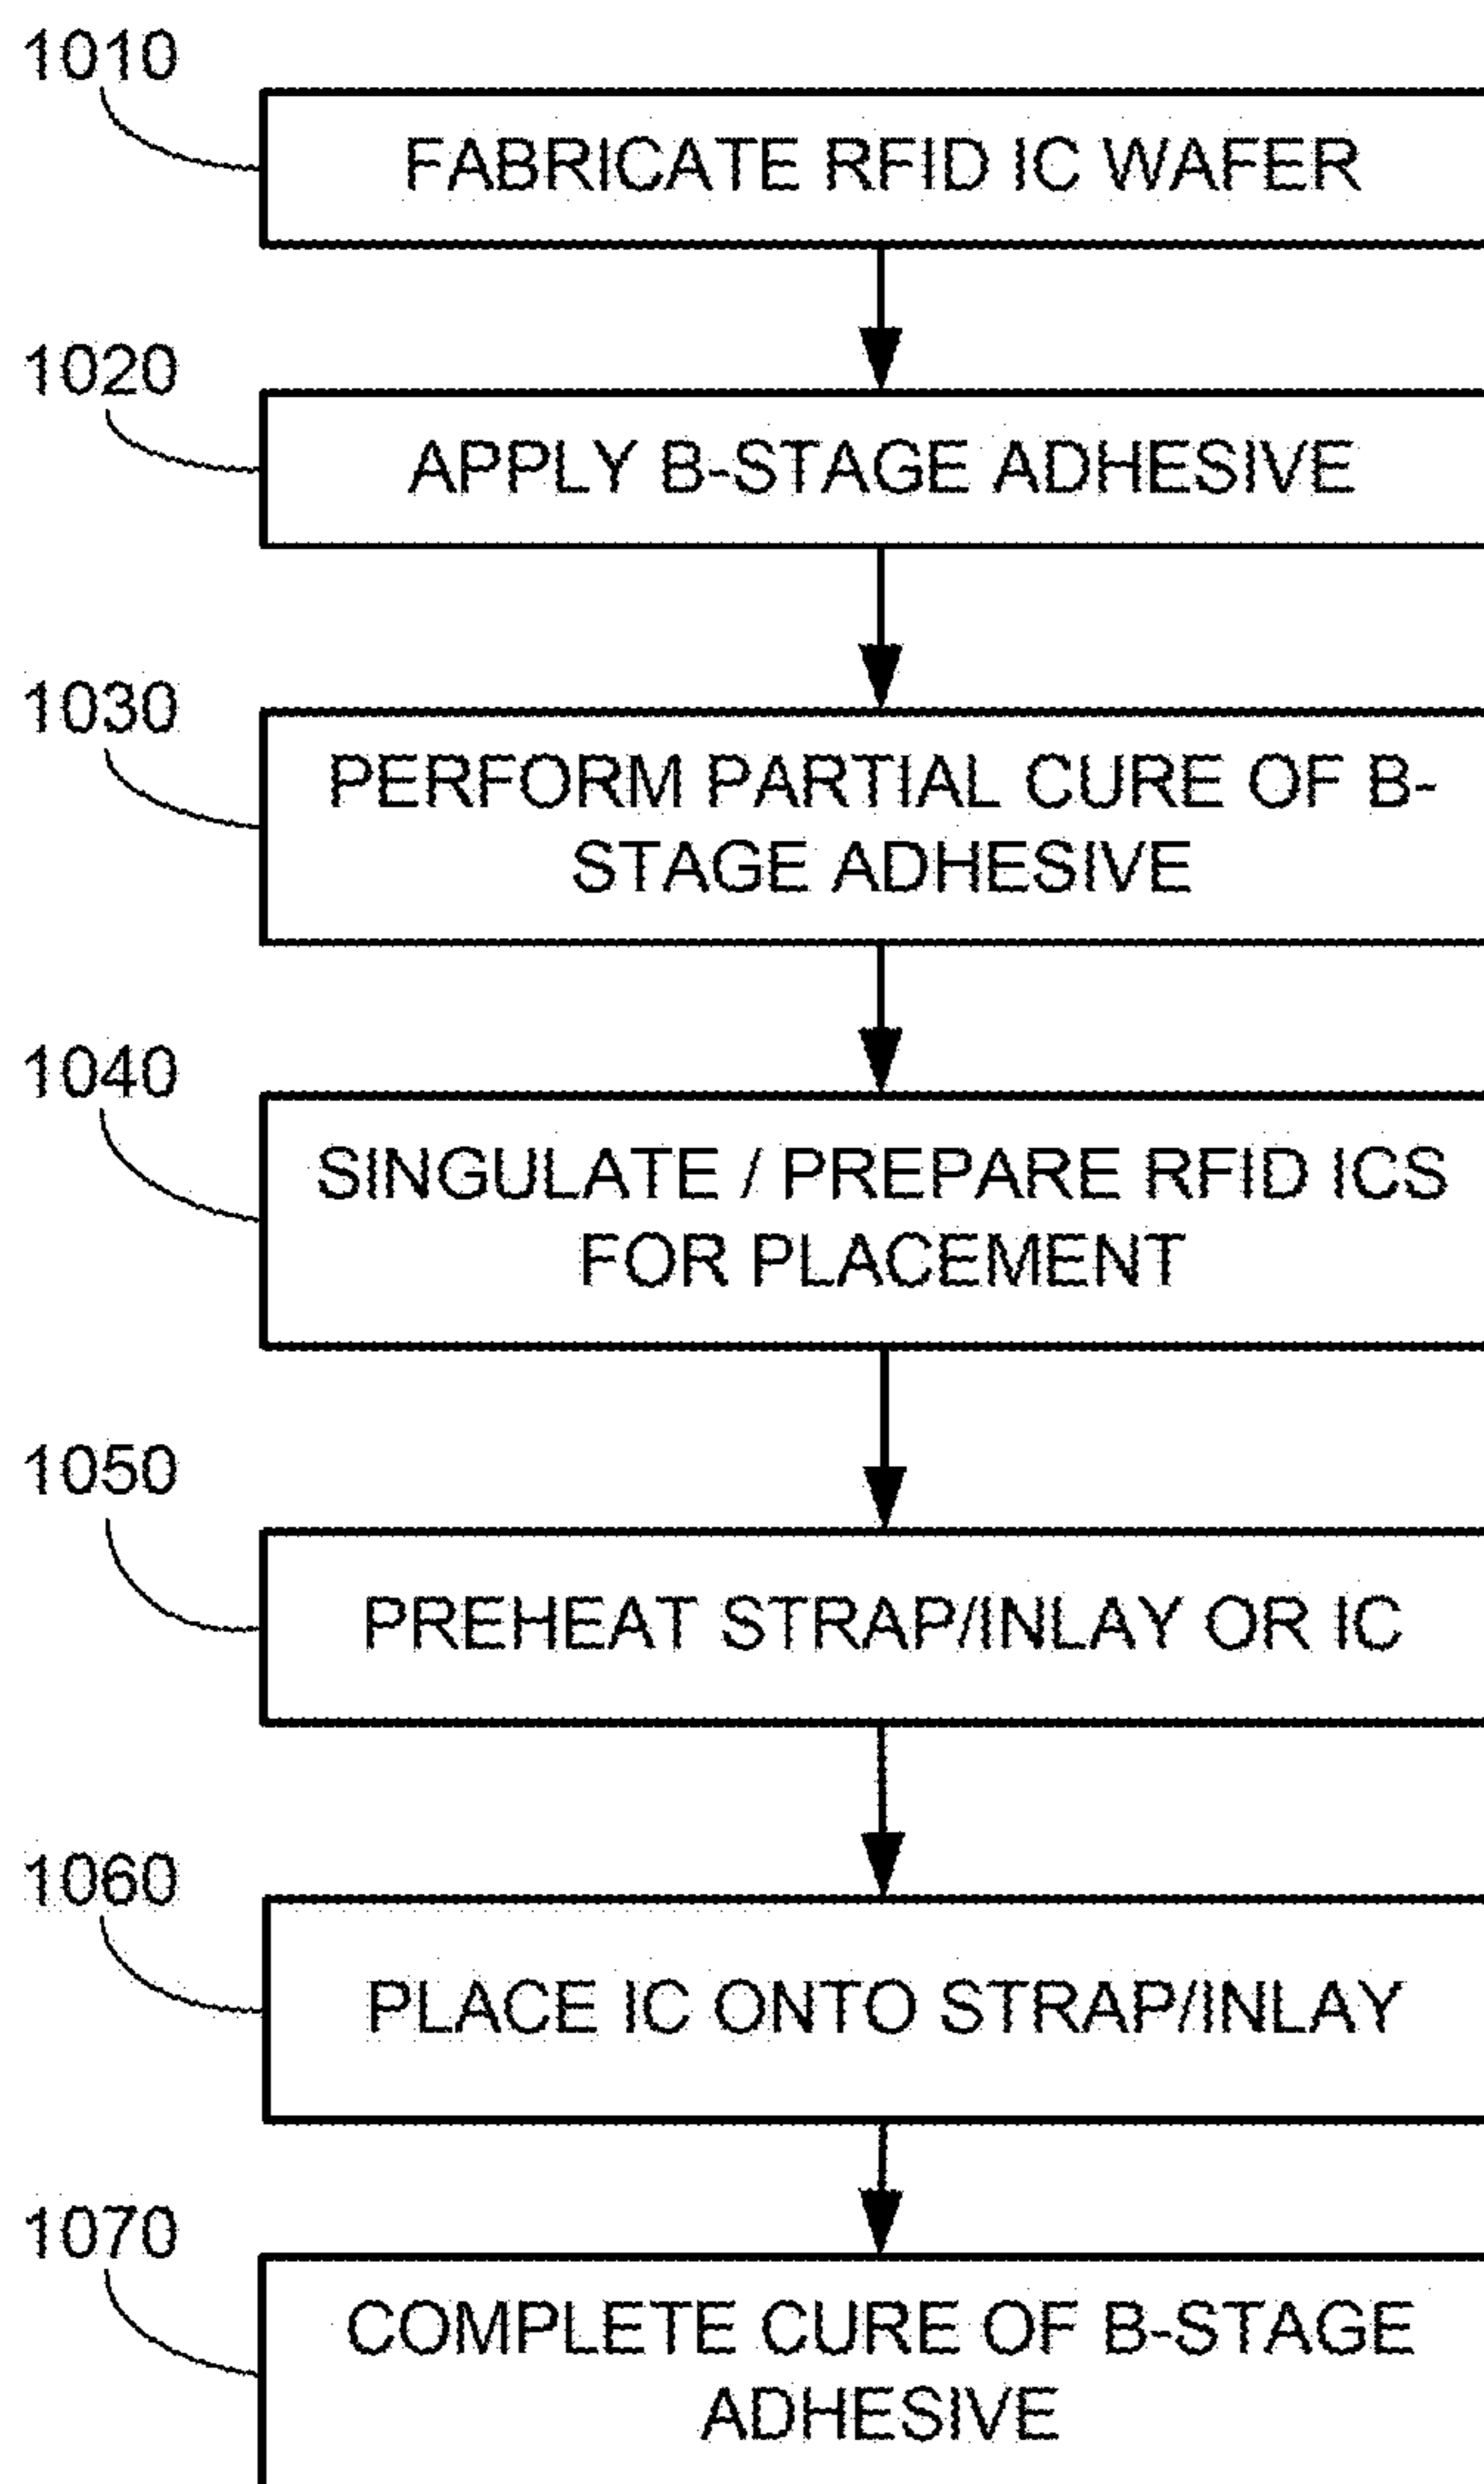 1010
FABRICATE RFID IC WAFER
1020
APPLY B-STAGE ADHESIVE
1030
PERFORM PARTIAL CURE OF B-
STAGE ADHESIVE
1040
SINGULATE / PREPARE RFID ICS
FOR PLACEMENT
1050
PREHEAT STRAP/INLAY OR IC
1060
PLACE IC ONTO STRAP/INLAY
1070
COMPLETE CURE OF B-STAGE
ADHESIVE